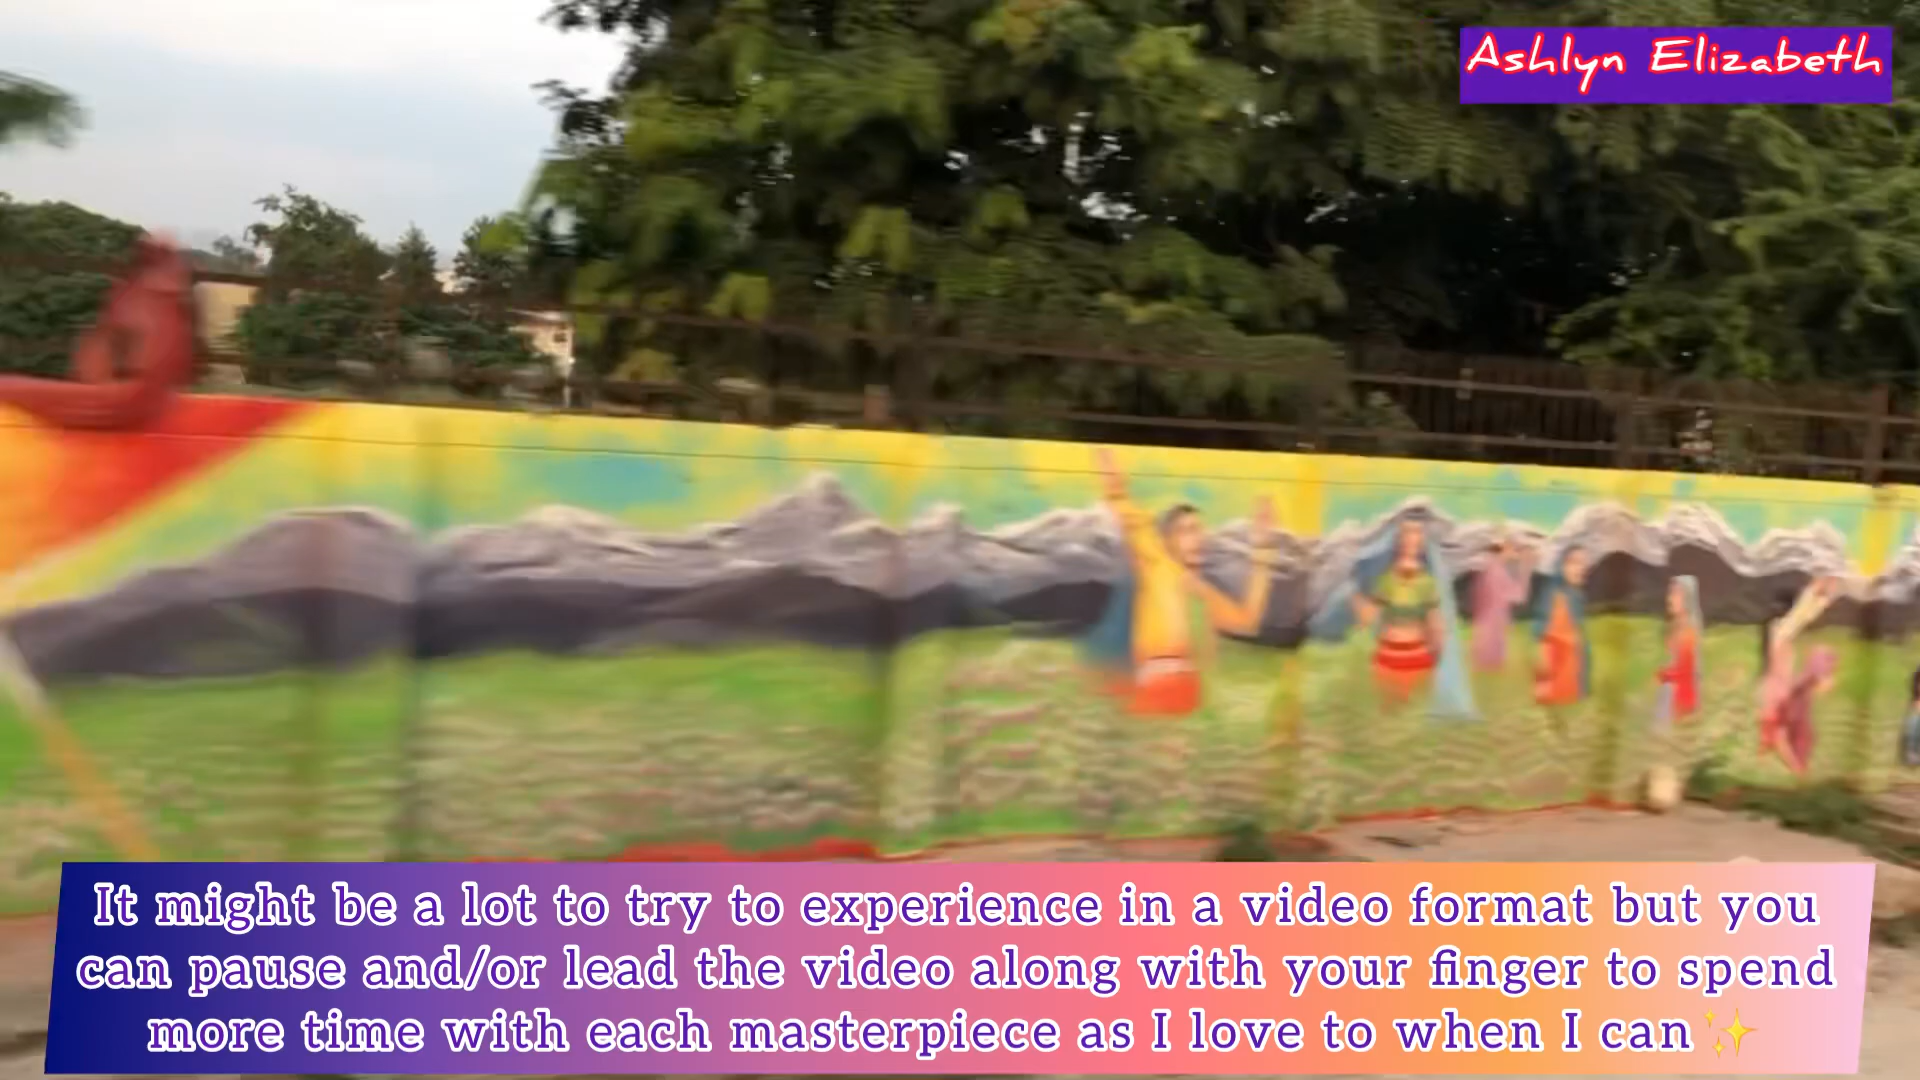 Ashlyn Elizabeth
It might be a lot to try to experience in a video format but you
can pause and/or lead the video along with your finger to spend
more time with each masterpiece as I love to when I can✨